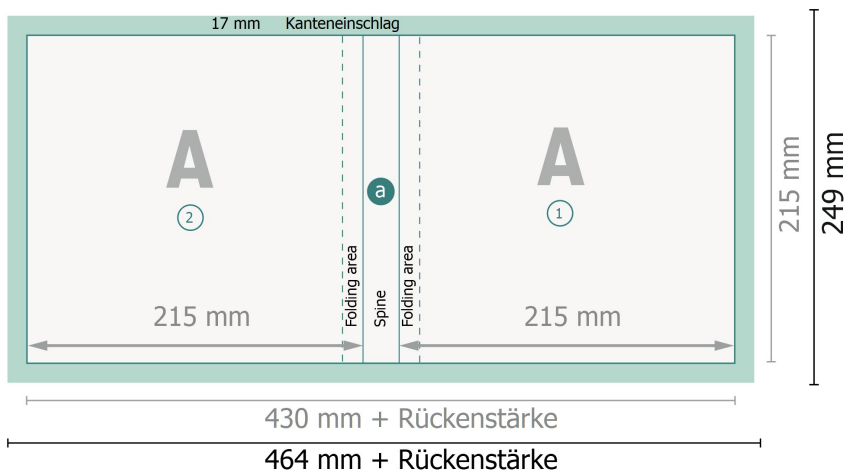 17 mm Kanteneinschlag
A
A
a
2
1
215 mm
249 mm
Folding area
Spine
Folding area
215 mm
215 mm
430 mm + Rückenstärke
464 mm + Rückenstärke